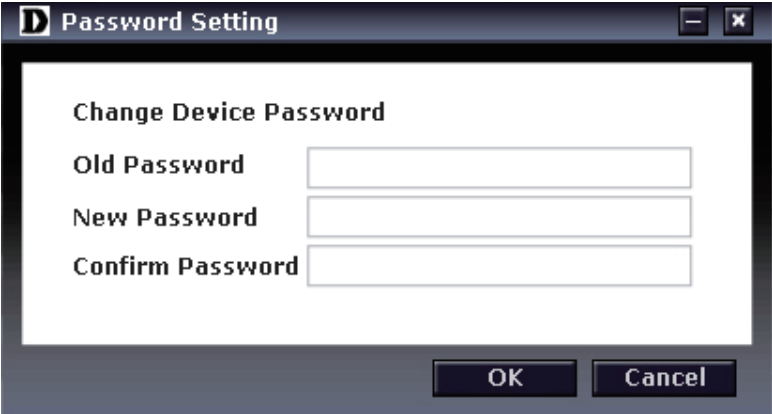 D Password Setting
Change Device Password
Old Password
New Password
Confirm Password
OK Cancel